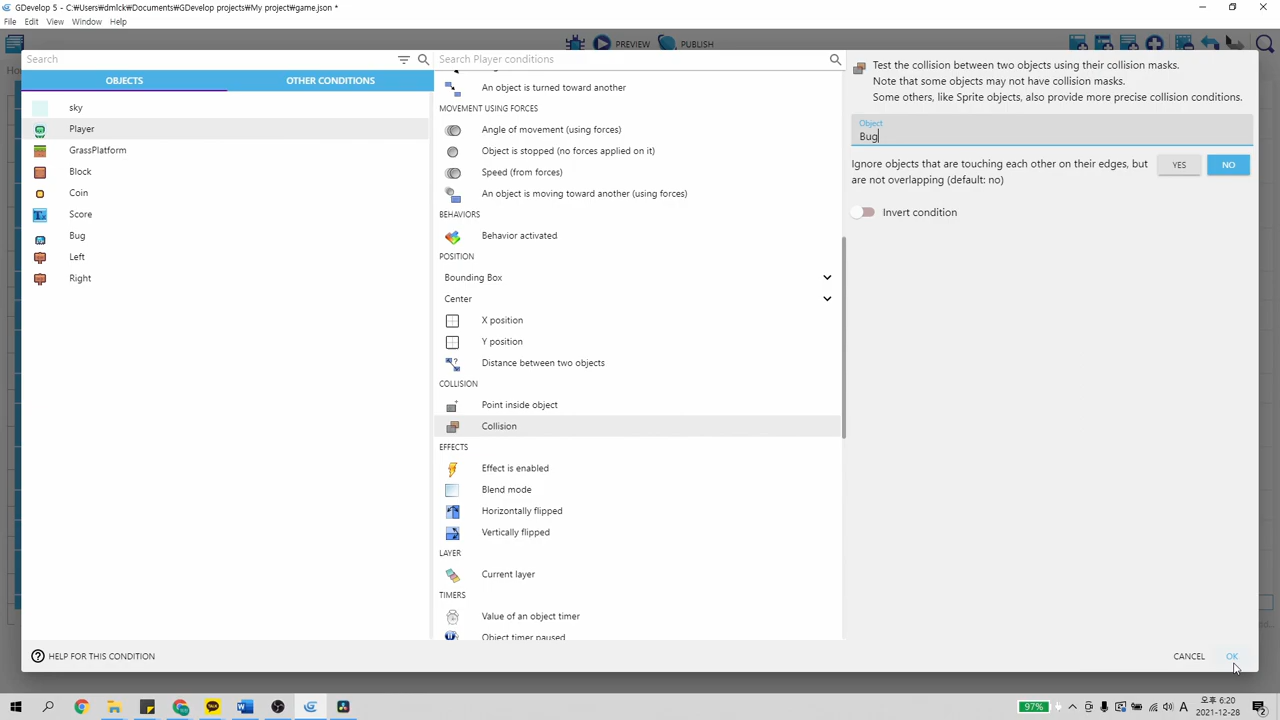 GDevelop 5 - C:₩Users₩dmlck₩Documents₩GDevelop projects₩My project₩game.json *
File Edit View Window Help
PREVIEW PUBLISH
Search
Search Player conditions
OBJECTS OTHER CONDITIONS
sky
Player
GrassPlatform
Block
Coin
Score
Bug
Left
Right
An object is turned toward another
MOVEMENT USING FORCES
Angle of movement (using forces)
Object is stopped (no forces applied on it)
Speed (from forces)
An object is moving toward another (using forces)
BEHAVIORS
Behavior activated
POSITION
Bounding Box
Center
X position
Y position
Distance between two objects
COLLISION
Point inside object
Collision
EFFECTS
Effect is enabled
Blend mode
Horizontally flipped
Vertically flipped
LAYER
Current layer
TIMERS
Value of an object timer
Object timer paused
Test the collision between two objects using their collision masks.
Note that some objects may not have collision masks.
Some others, like Sprite objects, also provide more precise collision conditions.
Object
Bug
Ignore objects that are touching each other on their edges, but
are not overlapping (default: no)
YES NO
Invert condition
HELP FOR THIS CONDITION
CANCEL OK
97%
A
오후 6:20
2021-12-28
2